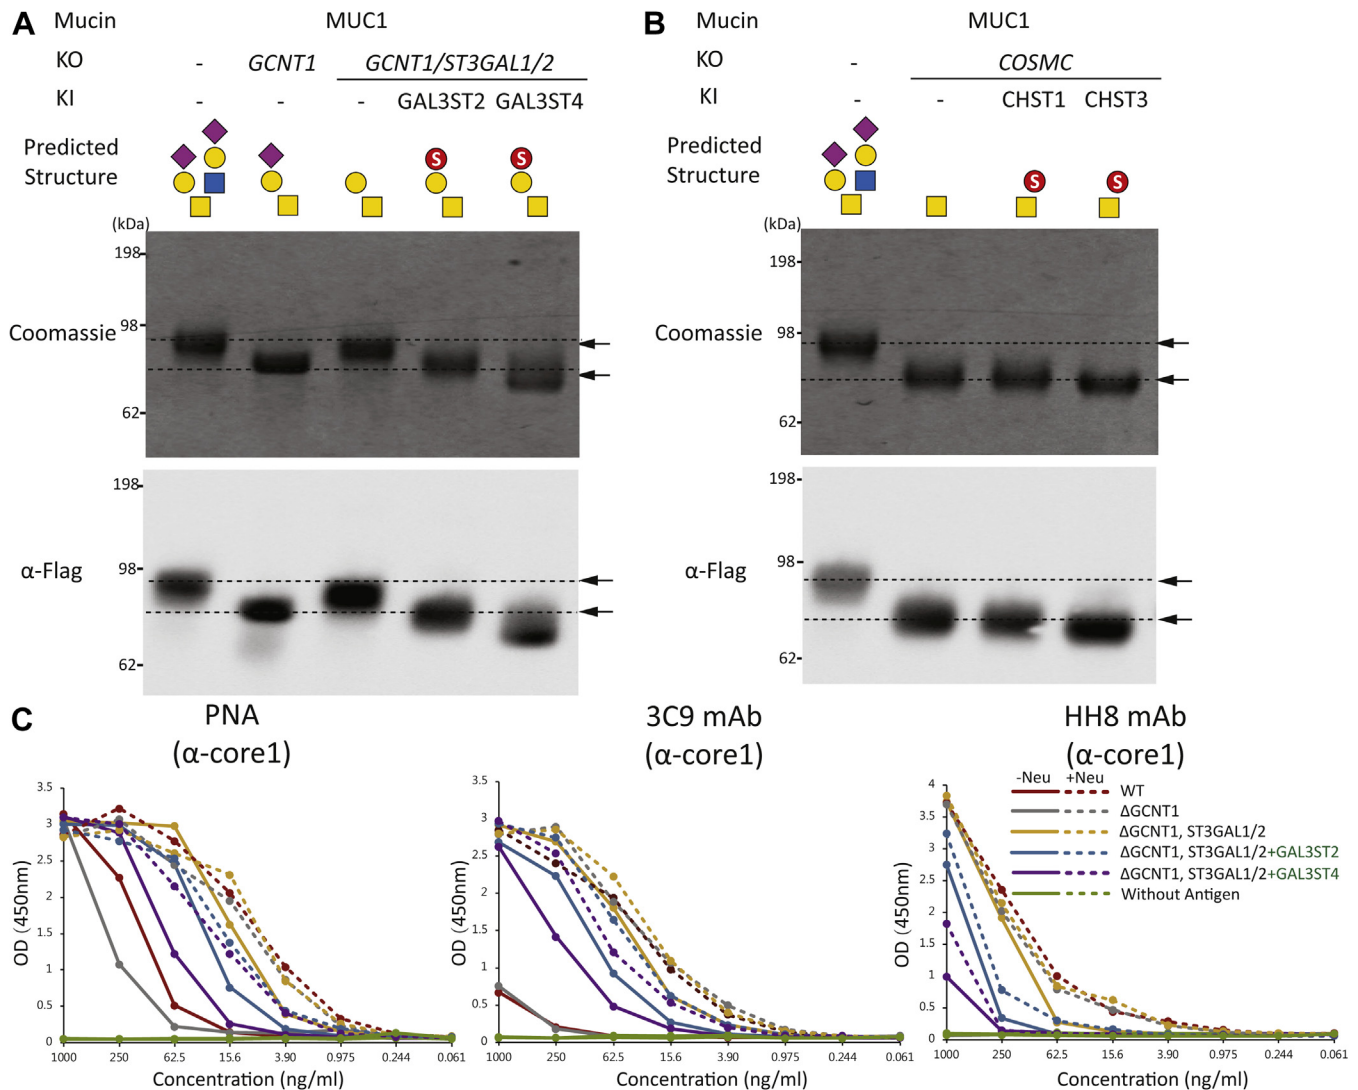 A
Mucin MUC1
KO - GCNT1 GCNT1/ST3GAL1/2
KI - - - GAL3ST2 GAL3ST4
Predicted
Structure
S S
(kDa)
198
98
Coomassie
62
198
98
α-Flag
62
B
Mucin MUC1
KO - COSMC
KI - - CHST1 CHST3
Predicted
Structure
S S
(kDa)
198
98
Coomassie
62
198
98
α-Flag
62
C
PNA
(α-core1)
OD (450nm)
3.5
3
2.5
2
1.5
1
0.5
0
1000 250 62.5 15.6 3.90 0.975 0.244 0.061
Concentration (ng/ml)
3C9 mAb
(α-core1)
OD (450nm)
3.5
3
2.5
2
1.5
1
0.5
0
1000 250 62.5 15.6 3.90 0.975 0.244 0.061
Concentration (ng/ml)
HH8 mAb
(α-core1)
-Neu +Neu
WT
ΔGCNT1
ΔGCNT1, ST3GAL1/2
ΔGCNT1, ST3GAL1/2+GAL3ST2
ΔGCNT1, ST3GAL1/2+GAL3ST4
Without Antigen
OD (450nm)
4
3.5
3
2.5
2
1.5
1
0.5
0
1000 250 62.5 15.6 3.90 0.975 0.244 0.061
Concentration (ng/ml)